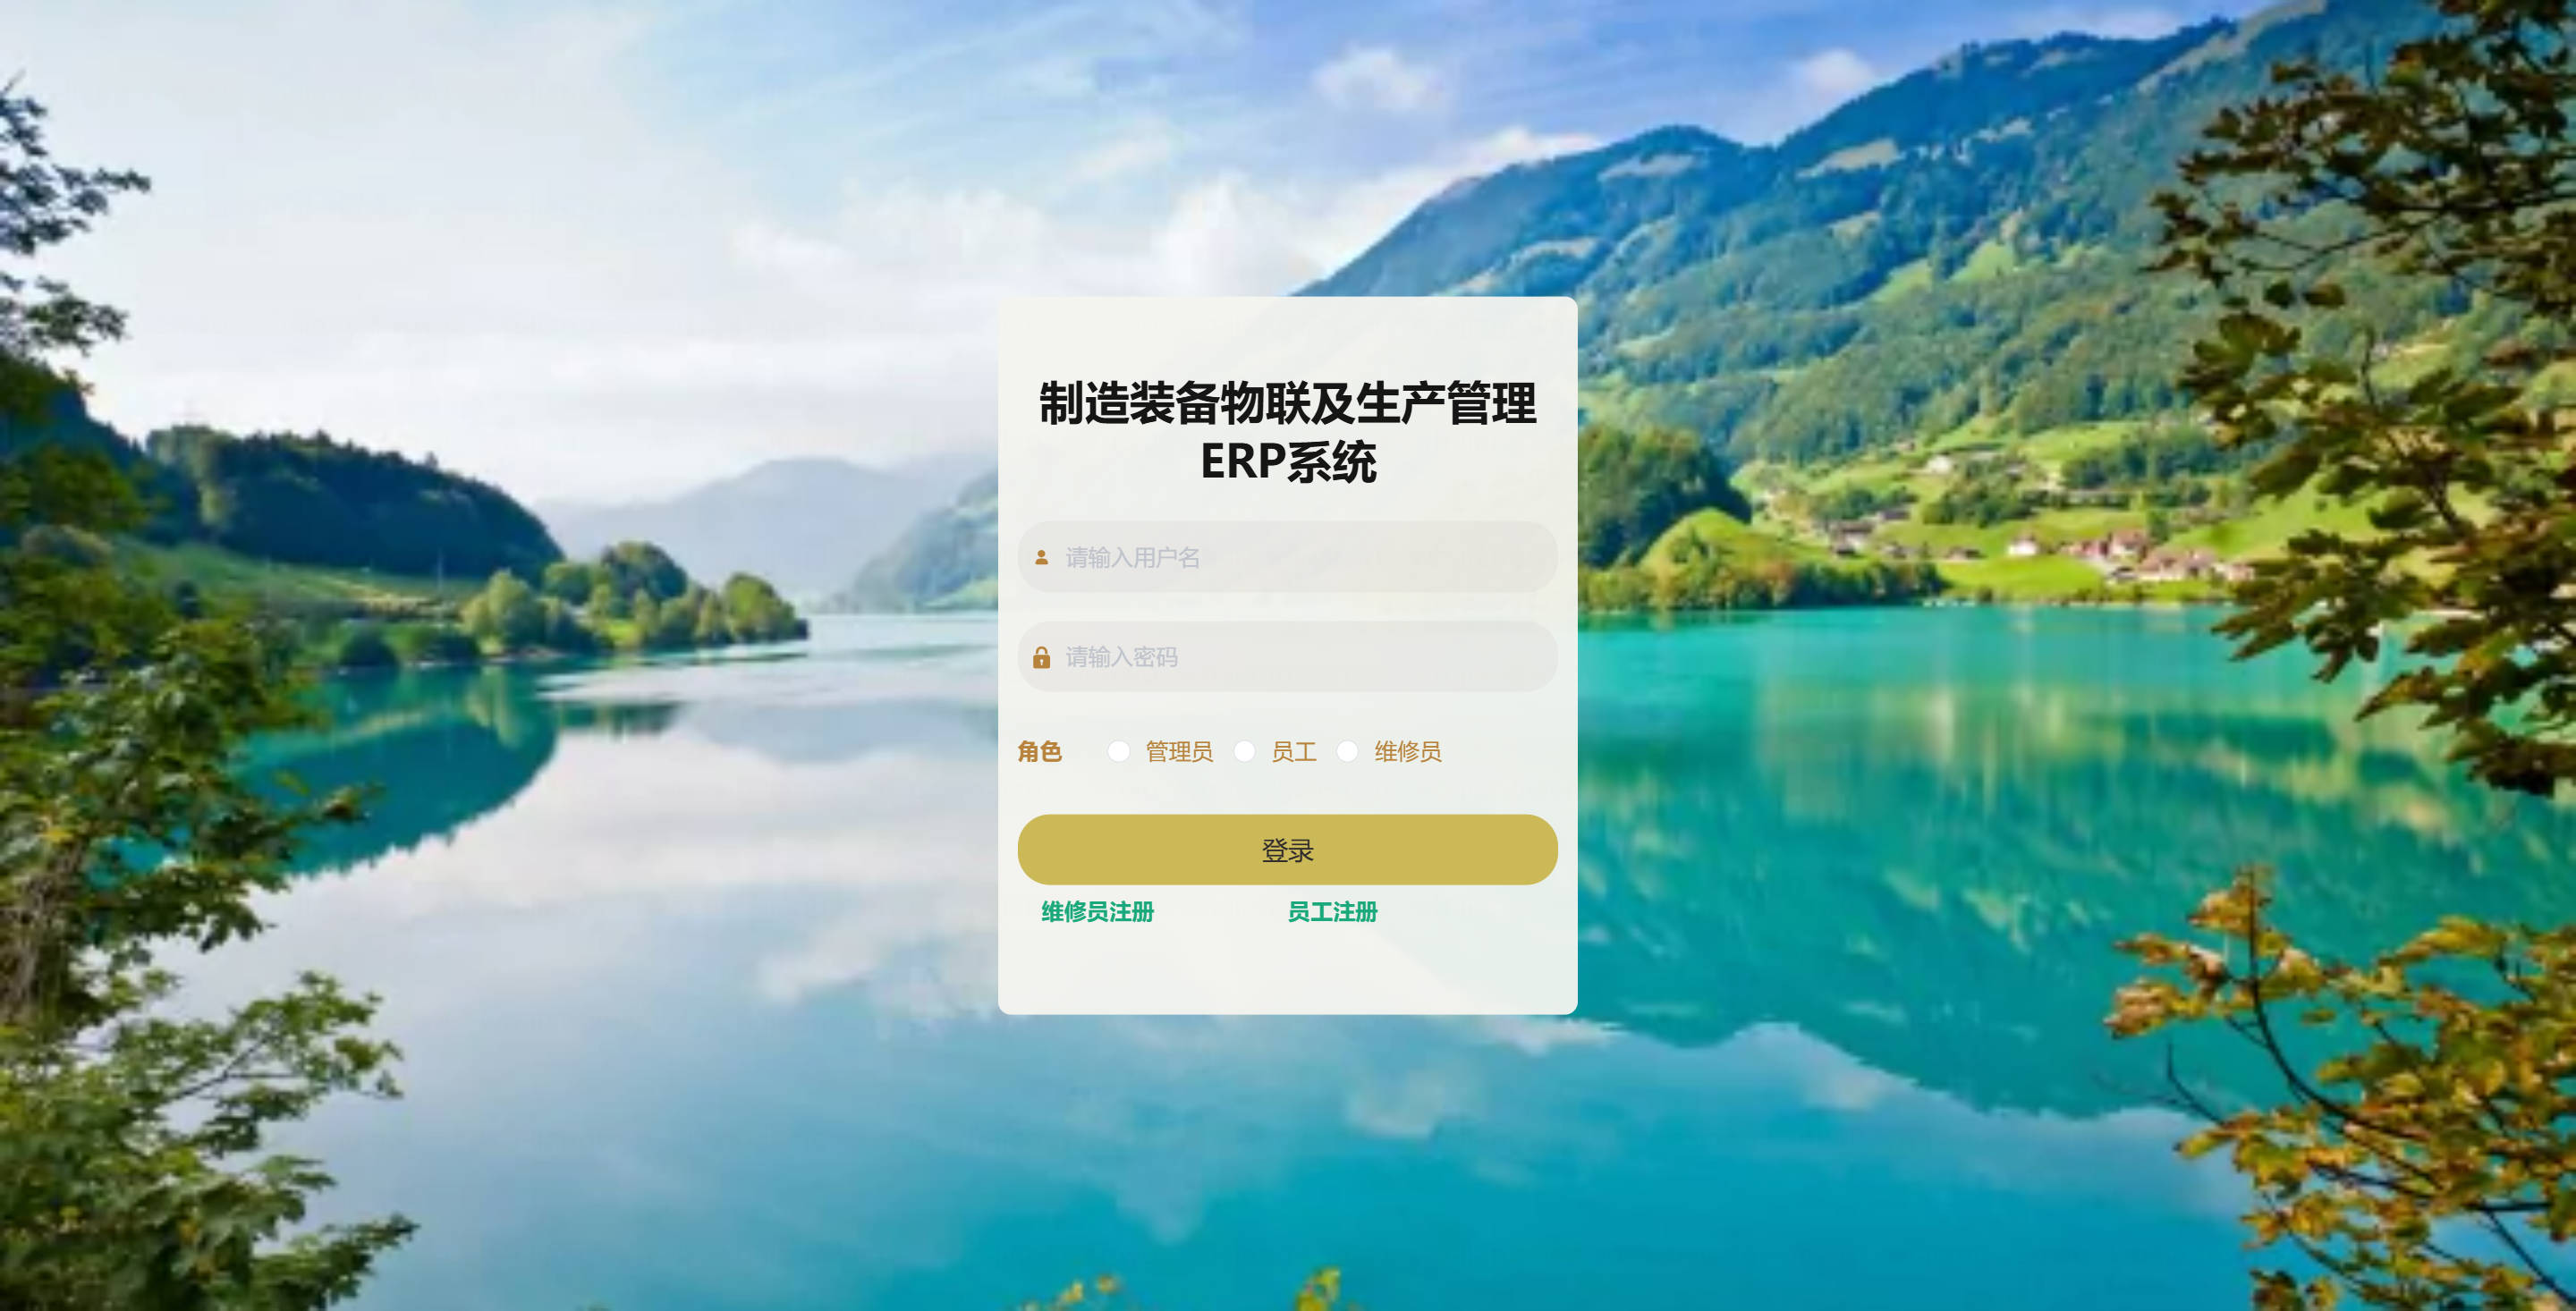 制造装备物联及生产管理
ERP系统
请输入用户名
请输入密码
角色 管理员 员工 维修员
登录
维修员注册 员工注册